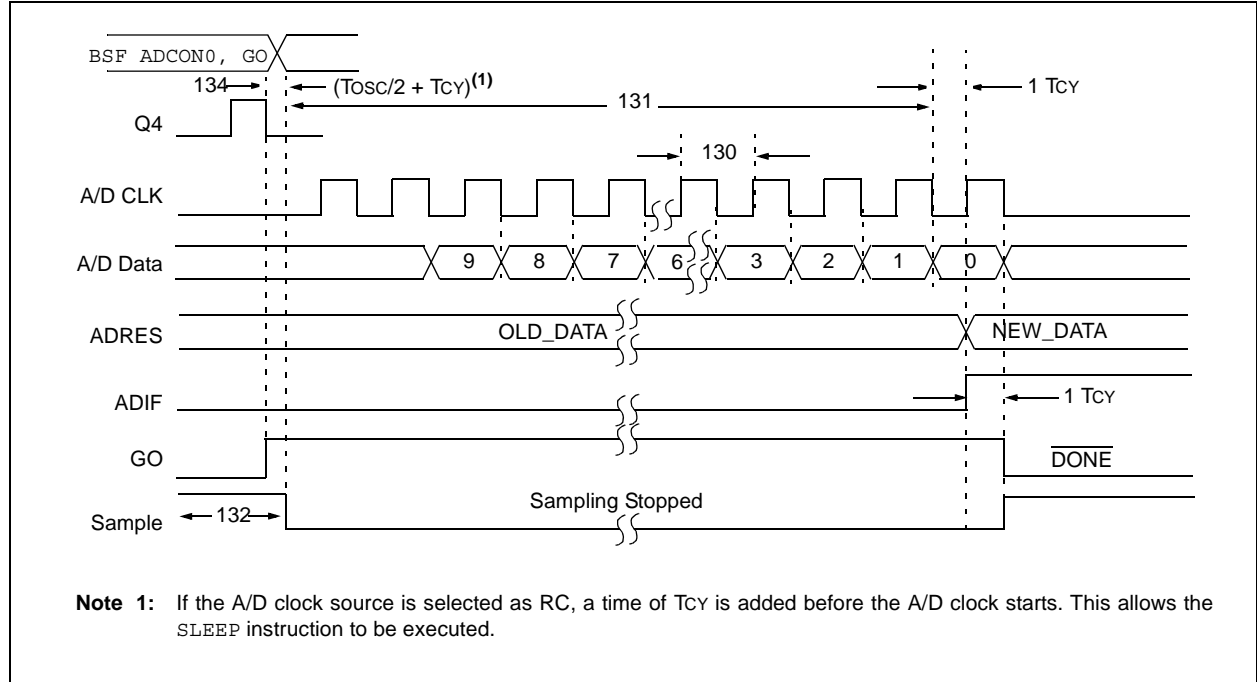 BSF ADCON0, GO
134 (TOSC/2 + TCY)(1) 1 TCY
131
Q4
130
A/D CLK
A/D Data 9 8 7 6 3 2 1 0
ADRES OLD_DATA NEW_DATA
ADIF 1 TCY
GO DONE
Sampling Stopped
Sample 132
Note 1: If the A/D clock source is selected as RC, a time of TCY is added before the A/D clock starts. This allows the
SLEEP instruction to be executed.